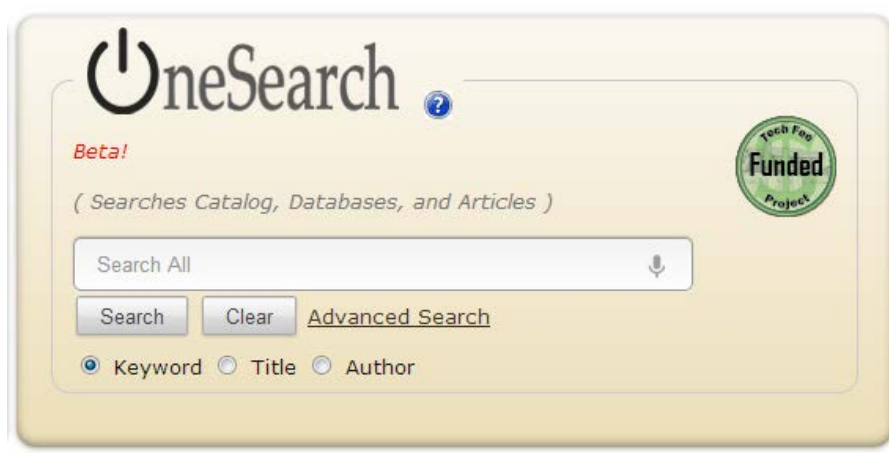 OneSearch ?
Beta!
Tech Fee
Funded
Project
( Searches Catalog, Databases, and Articles )
Search All
Search Clear Advanced Search
Keyword Title Author